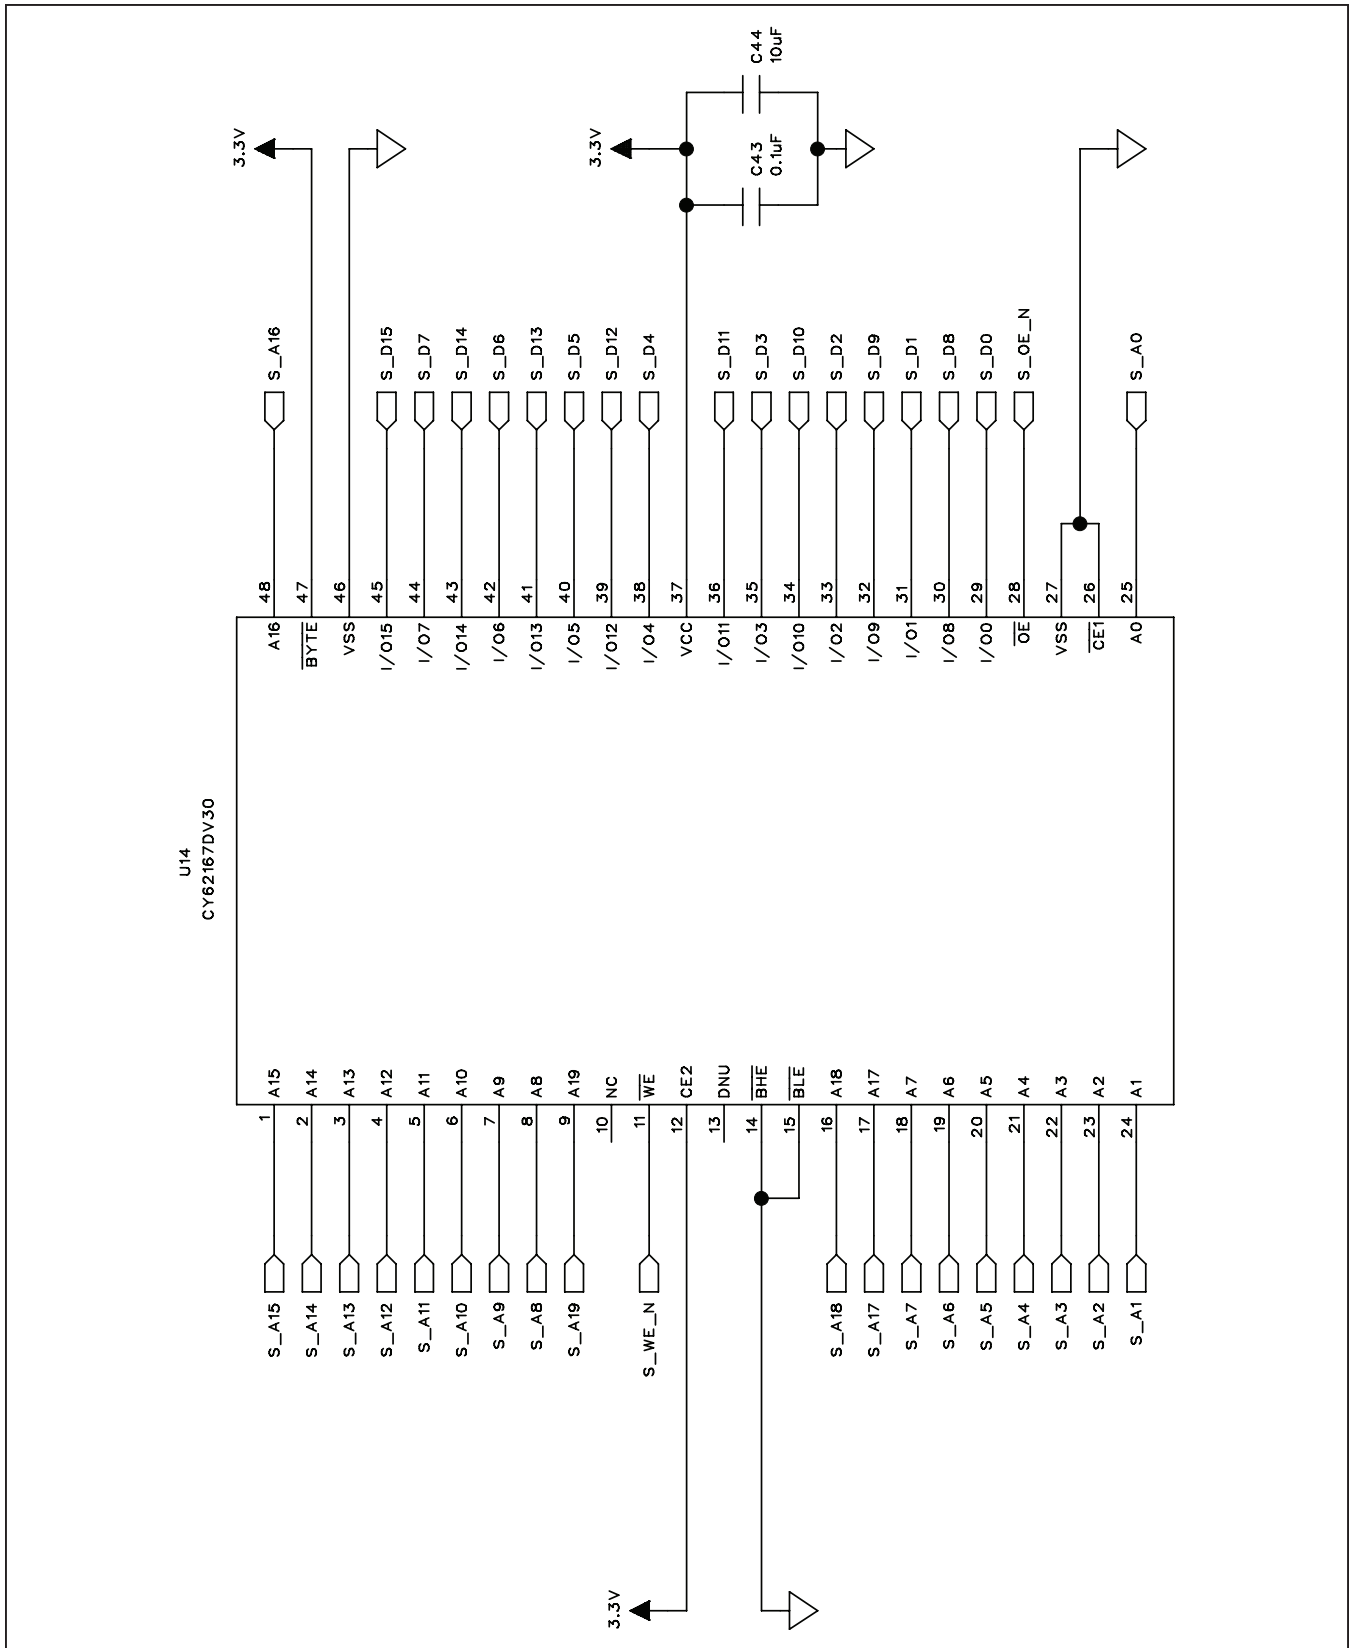 U14
CY62167DV30
S_A15 1 A15
S_A14 2 A14
S_A13 3 A13
S_A12 4 A12
S_A11 5 A11
S_A10 6 A10
S_A9 7 A9
S_A8 8 A8
S_A19 9 A19
10 NC
S_WE_N 11 WE
3.3V 12 CE2
13 DNU
14 BHE
15 BLE
S_A18 16 A18
S_A17 17 A17
S_A7 18 A7
S_A6 19 A6
S_A5 20 A5
S_A4 21 A4
S_A3 22 A3
S_A2 23 A2
S_A1 24 A1
A16 48 S_A16
BYTE 47 3.3V
VSS 46
I/O15 45 S_D15
I/O7 44 S_D7
I/O14 43 S_D14
I/O6 42 S_D6
I/O13 41 S_D13
I/O5 40 S_D5
I/O12 39 S_D12
I/O4 38 S_D4
VCC 37 3.3V
I/O11 36 S_D11
I/O3 35 S_D3
I/O10 34 S_D10
I/O2 33 S_D2
I/O9 32 S_D9
I/O1 31 S_D1
I/O8 30 S_D8
I/O0 29 S_D0
OE 28 S_OE_N
VSS 27
CE1 26
A0 25 S_A0
C43
0.1uF
C44
10uF